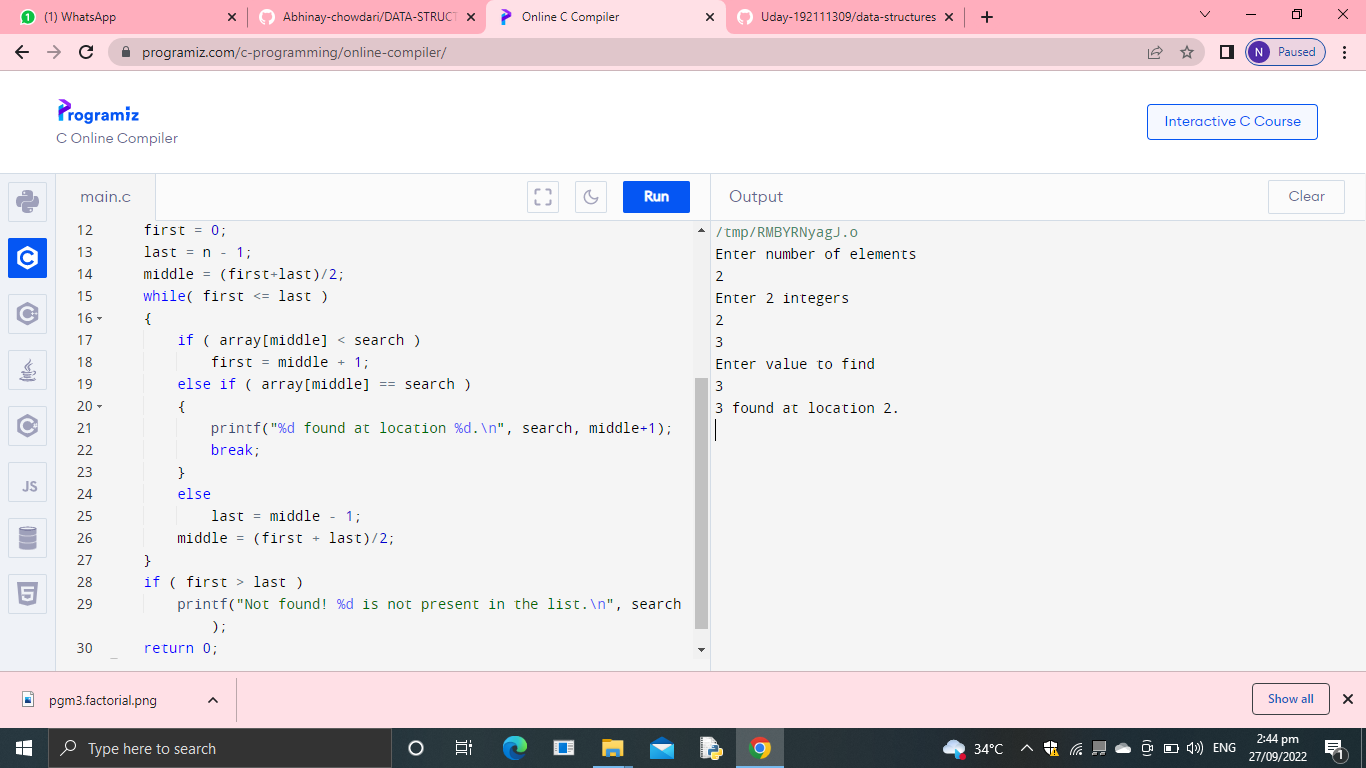 (1) WhatsApp
Abhinay-chowdari/DATA-STRUCT
Online C Compiler
Uday-192111309/data-structures
programiz.com/c-programming/online-compiler/
N Paused
Programiz
C Online Compiler
Interactive C Course
main.c
Run
Output
Clear
12 first = 0;
13 last = n - 1;
14 middle = (first+last)/2;
15 while( first <= last )
16 {
17 if ( array[middle] < search )
18 first = middle + 1;
19 else if ( array[middle] == search )
20 {
21 printf("%d found at location %d.\n", search, middle+1);
22 break;
23 }
24 else
25 last = middle - 1;
26 middle = (first + last)/2;
27 }
28 if ( first > last )
29 printf("Not found! %d is not present in the list.\n", search
);
30 return 0;
/tmp/RMBYRNyagJ.o
Enter number of elements
2
Enter 2 integers
2
3
Enter value to find
3
3 found at location 2.
JS
pgm3.factorial.png
Show all
Type here to search
34°C
ENG
2:44 pm
27/09/2022
1